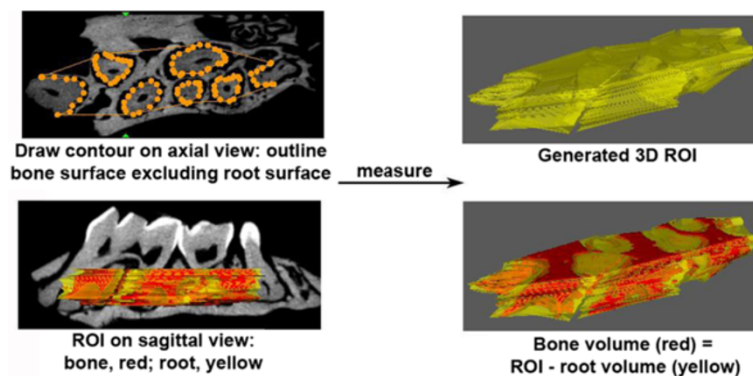 Draw contour on axial view: outline
bone surface excluding root surface
measure
Generated 3D ROI
ROI on sagittal view:
bone, red; root, yellow
Bone volume (red) =
ROI - root volume (yellow)